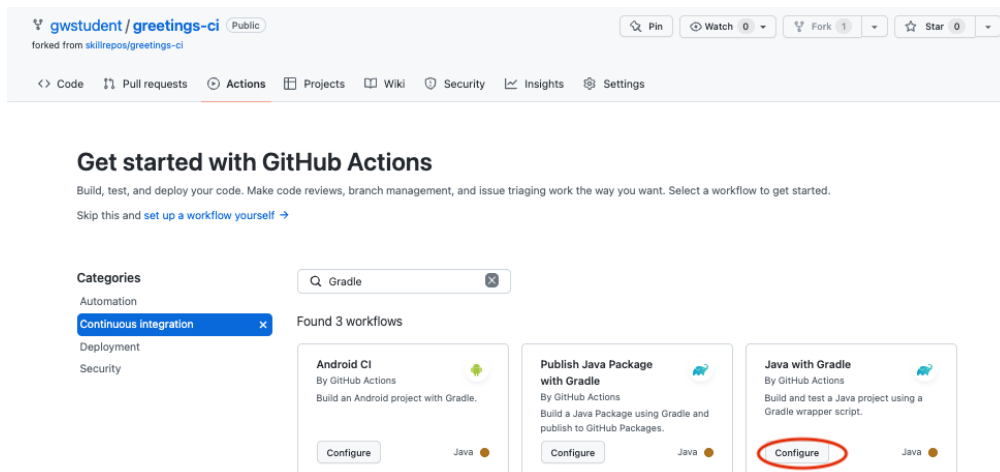 gwstudent / greetings-ci Public
Pin
Watch 0
Fork 1
Star 0
forked from skillrepos/greetings-ci
<> Code
Pull requests
Actions
Projects
Wiki
Security
Insights
Settings
Get started with GitHub Actions
Build, test, and deploy your code. Make code reviews, branch management, and issue triaging work the way you want. Select a workflow to get started.
Skip this and set up a workflow yourself →
Categories
Automation
Continuous integration
Deployment
Security
Gradle
Found 3 workflows
Android CI
By GitHub Actions
Build an Android project with Gradle.
Configure
Java
Publish Java Package
with Gradle
By GitHub Actions
Build a Java Package using Gradle and
publish to GitHub Packages.
Configure
Java
Java with Gradle
By GitHub Actions
Build and test a Java project using a
Gradle wrapper script.
Configure
Java